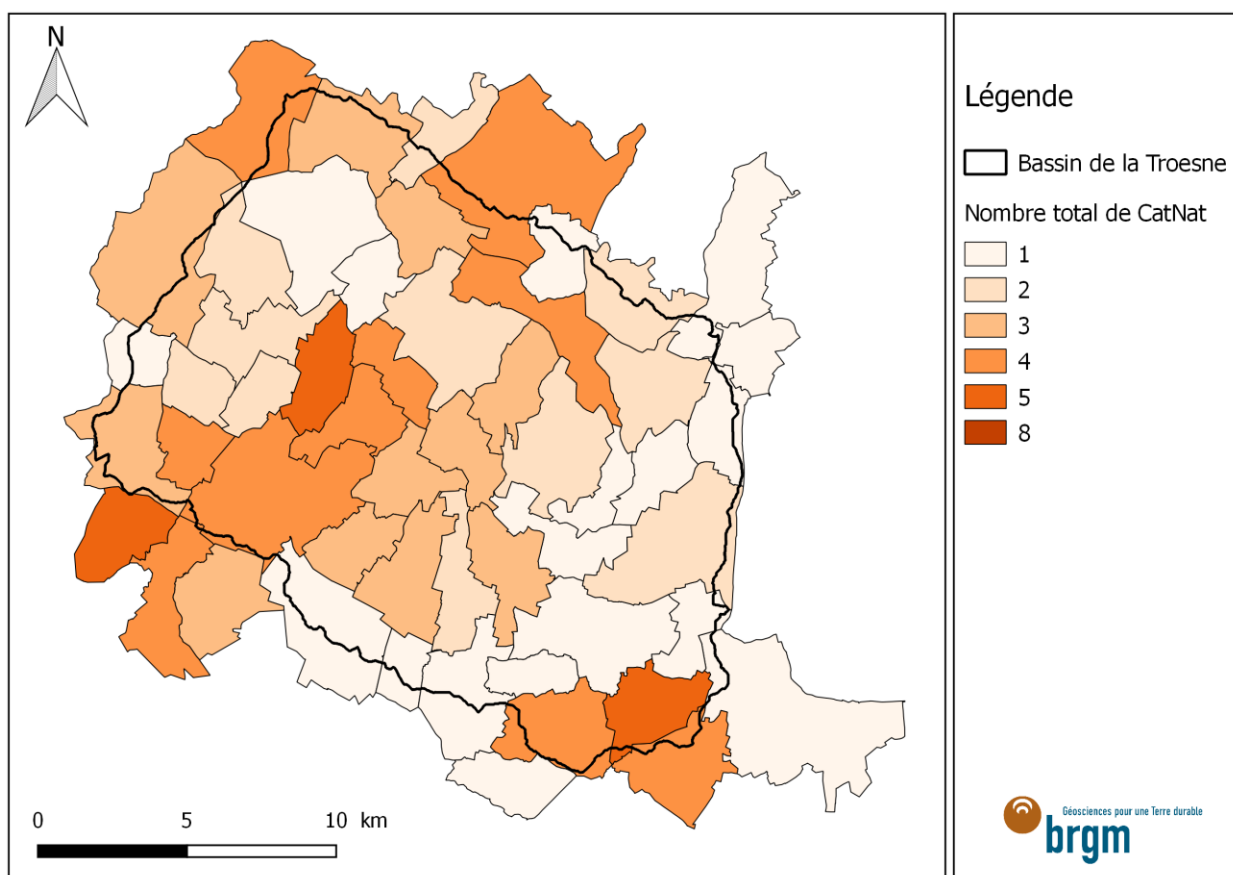 N
0 5 10 km
Légende
Bassin de la Troesne
Nombre total de CatNat
1
2
3
4
5
8
Géosciences pour une Terre durable
brgm